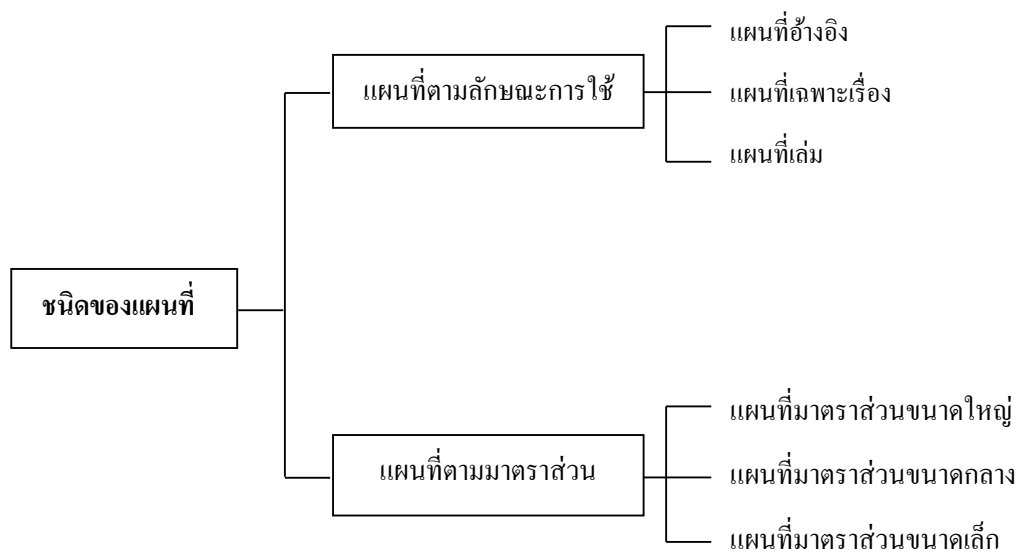 ชนิดของแผนที่
แผนที่ตามลักษณะการใช้
แผนที่อ้างอิง
แผนที่เฉพาะเรื่อง
แผนที่เล่ม
แผนที่ตามมาตราส่วน
แผนที่มาตราส่วนขนาดใหญ่
แผนที่มาตราส่วนขนาดกลาง
แผนที่มาตราส่วนขนาดเล็ก